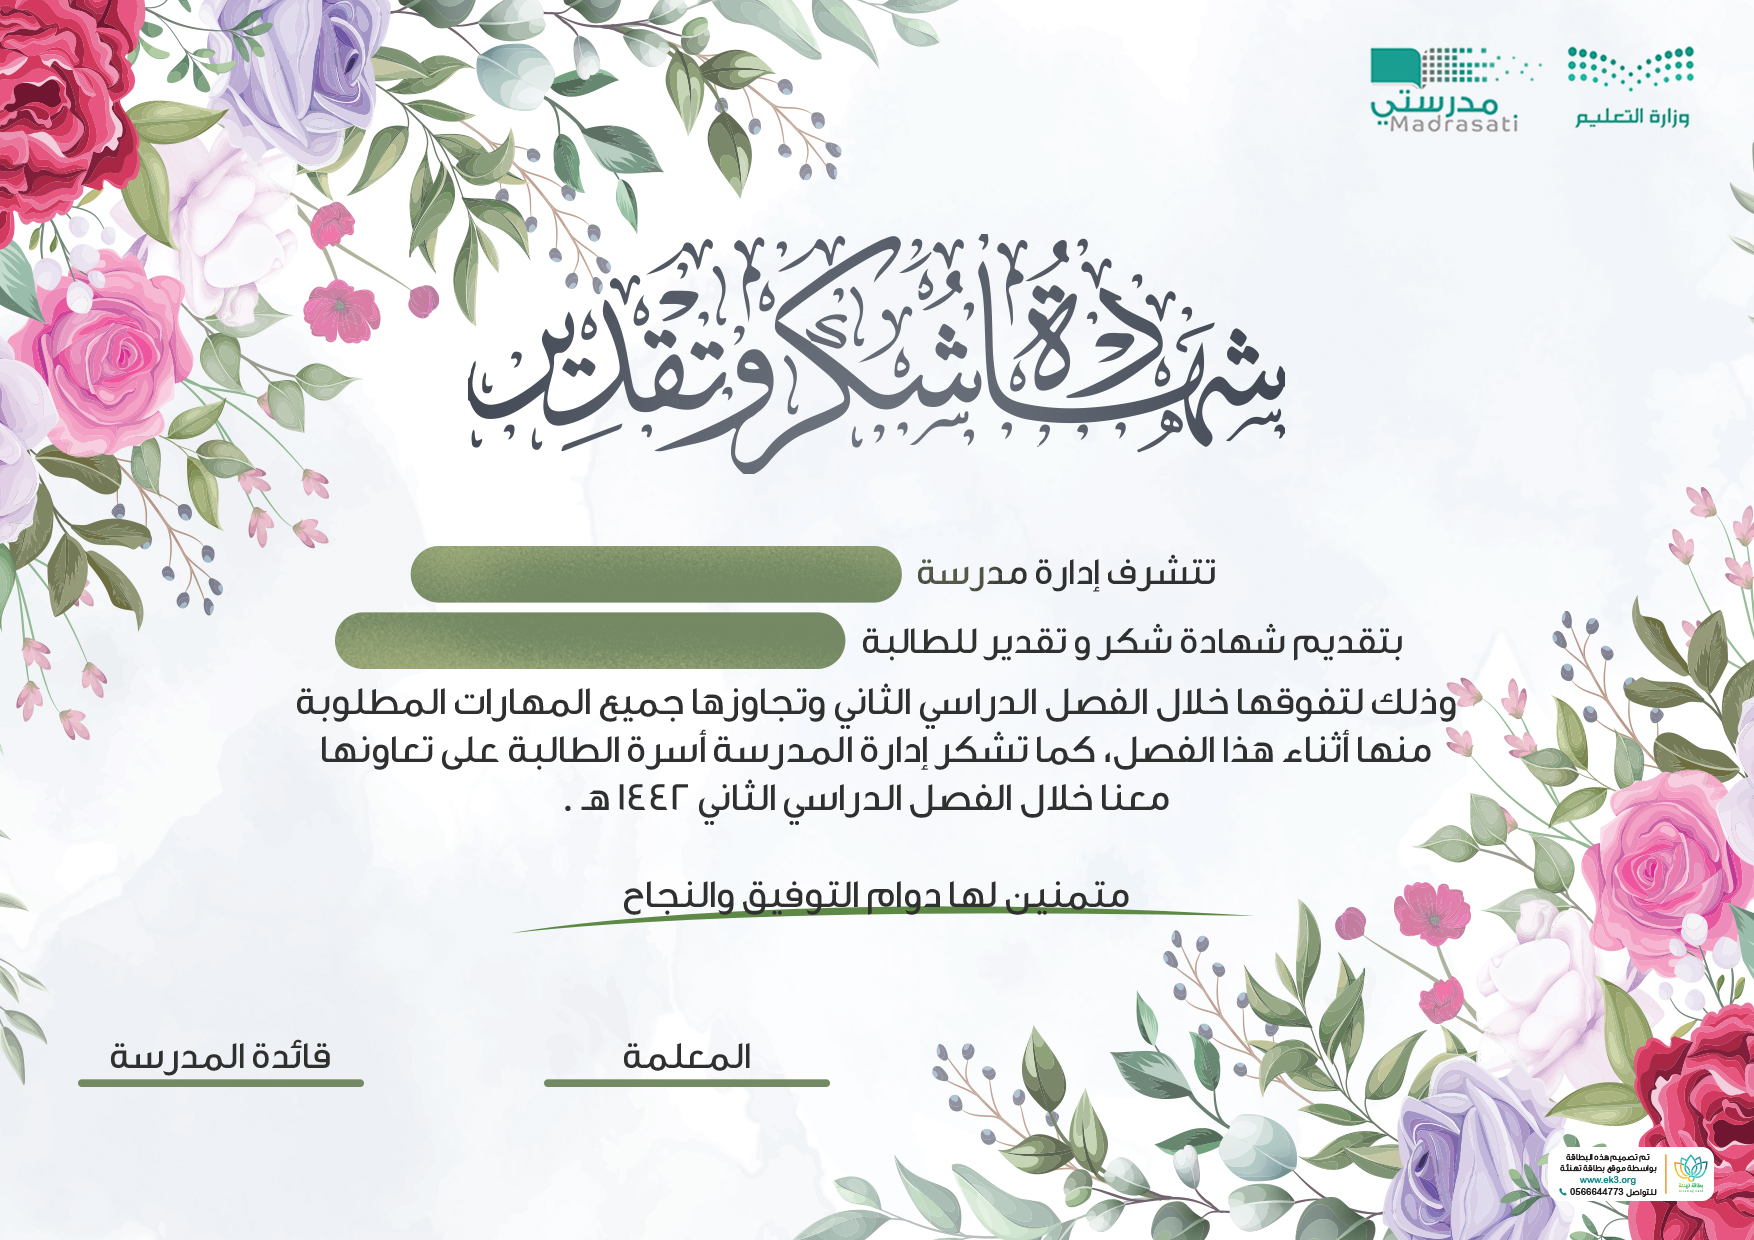 مدرستي
Madrasati
وزارة التعليم
شهادة شكر وتقدير
تتشرف إدارة مدرسة
بتقديم شهادة شكر و تقدير للطالبة
وذلك لتفوقها خلال الفصل الدراسي الثاني وتجاوزها جميع المهارات المطلوبة
منها أثناء هذا الفصل، كما تشكر إدارة المدرسة أسرة الطالبة على تعاونها
معنا خلال الفصل الدراسي الثاني ١٤٤٢ هـ .
متمنين لها دوام التوفيق والنجاح
المعلمة
قائدة المدرسة
تم تصميم هذه البطاقة
بواسطة موقع بطاقة تهنئة
www.ek3.org
للتواصل 0566644773
بطاقة تهنئة